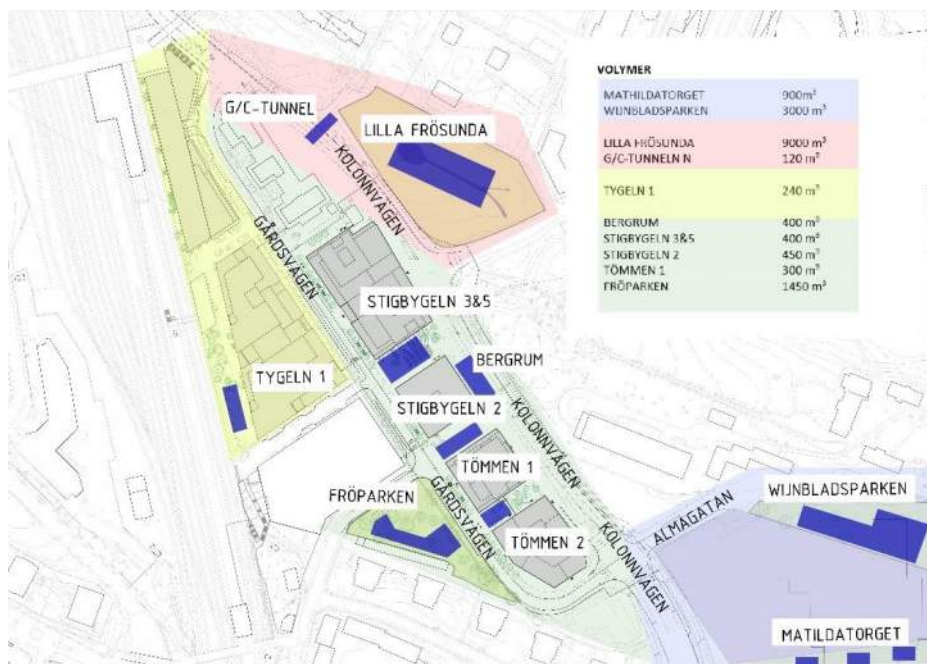 VOLYMER
MATHILDATORGET 900m³
WIJNBLADSPARKEN 3000 m³
LILLA FRÖSUNDA 9000 m³
G/C-TUNNELN N 120 m³
TYGELN 1 240 m³
BERGRUM 400 m³
STIGBYGELN 3&5 400 m³
STIGBYGELN 2 450 m³
TÖMMEN 1 300 m³
FRÖPARKEN 1450 m³
G/C-TUNNEL
LILLA FRÖSUNDA
KOLONNVÄGEN
GÅRDSVÄGEN
STIGBYGELN 3&5
BERGRUM
TYGELN 1
STIGBYGELN 2
KOLONNVÄGEN
TÖMMEN 1
FRÖPARKEN
GÅRDSVÄGEN
TÖMMEN 2
KOLONNVÄGEN
ALMAGATAN
WIJNBLADSPARKEN
MATILDATORGET